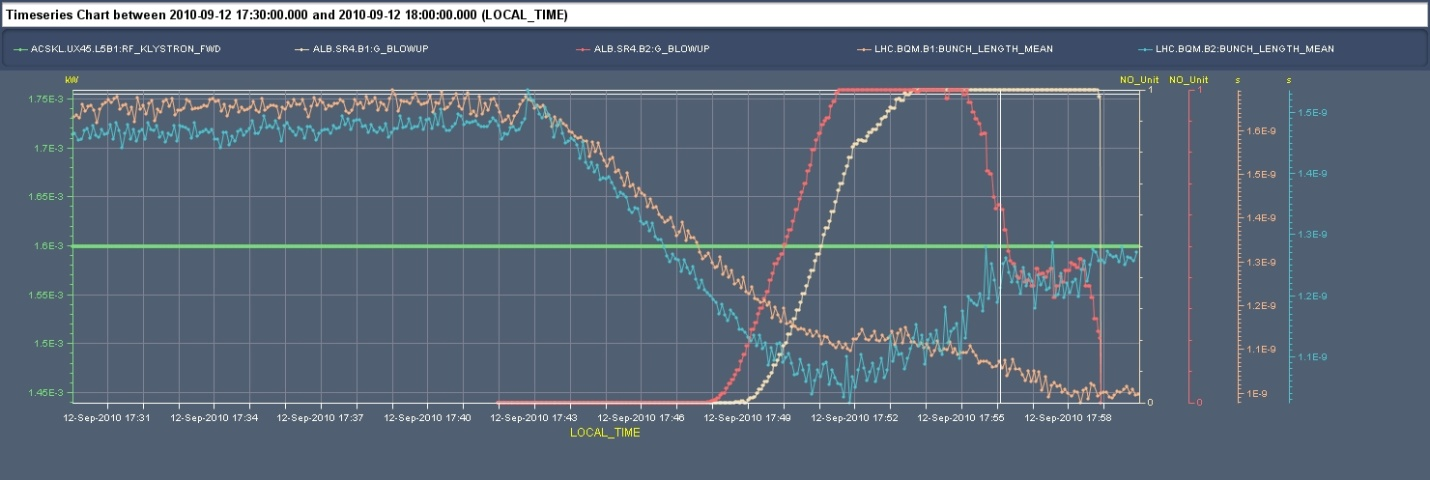 Timeseries Chart between 2010-09-12 17:30:00.000 and 2010-09-12 18:00:00.000 (LOCAL_TIME)
ACSKL.UX45.L5B1:RF_KLYSTRON_FWD ALB.SR4.B1:G_BLOWUP ALB.SR4.B2:G_BLOWUP LHC.BQM.B1:BUNCH_LENGTH_MEAN LHC.BQM.B2:BUNCH_LENGTH_MEAN
kW NO_Unit NO_Unit s s
1.75E-3 1 1
1.5E-9
1.6E-9
1.7E-3
1.5E-9 1.4E-9
1.65E-3
1.4E-9
1.3E-9
1.6E-3
1.3E-9
1.55E-3 1.2E-9
1.2E-9
1.5E-3 1.1E-9
1.1E-9
1.45E-3 1E-9
0 0
12-Sep-2010 17:31 12-Sep-2010 17:34 12-Sep-2010 17:37 12-Sep-2010 17:40 12-Sep-2010 17:43 12-Sep-2010 17:46 12-Sep-2010 17:49 12-Sep-2010 17:52 12-Sep-2010 17:55 12-Sep-2010 17:58
LOCAL_TIME